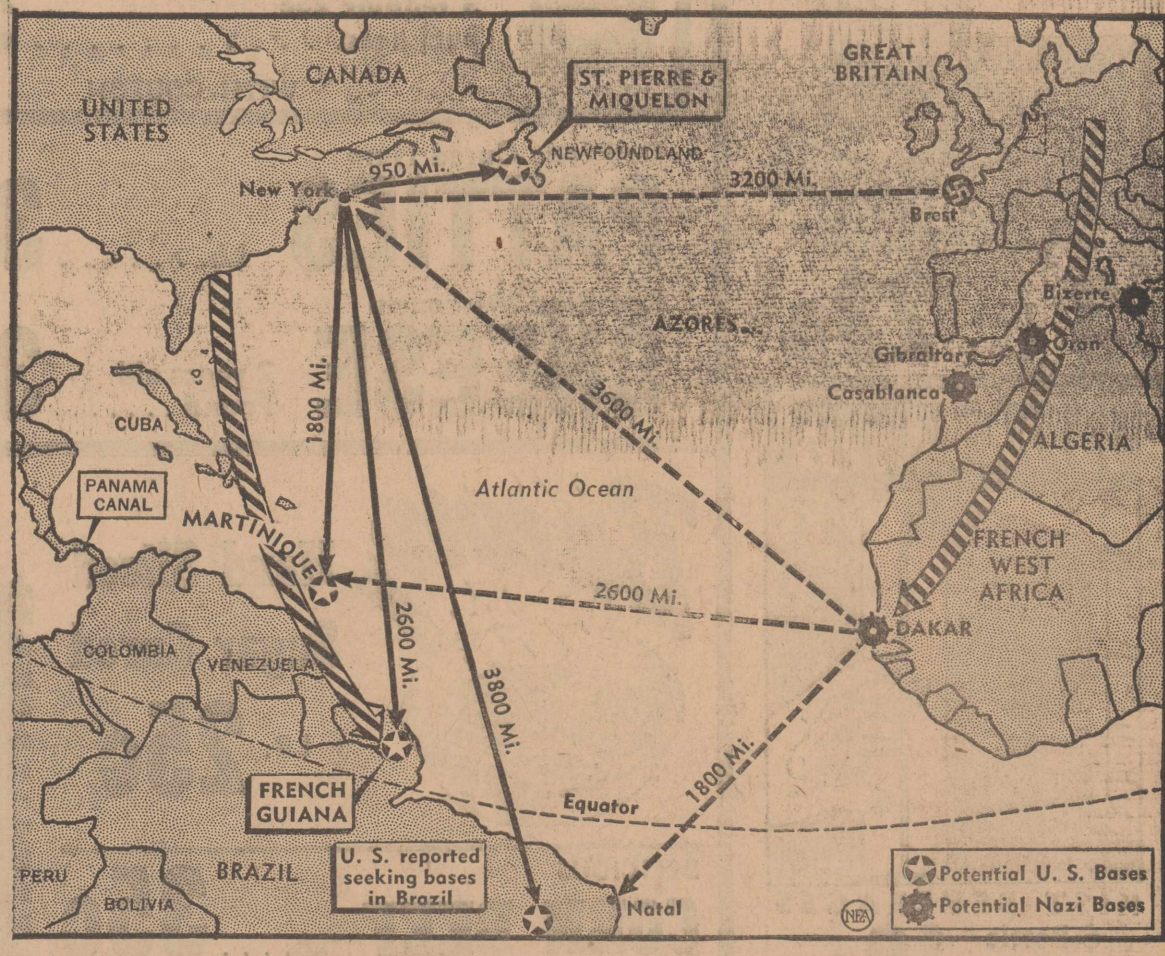 CANADA
UNITED
STATES
ST. PIERRE &
MIQUELON
GREAT
BRITAIN
NEWFOUNDLAND
950 Mi.
New York
3200 Mi.
Brest
Bizerte
AZORES
Gibraltar
Oran
Casablanca
1800 Mi.
3600 Mi.
CUBA
ALGERIA
PANAMA
CANAL
Atlantic Ocean
MARTINIQUE
FRENCH
WEST
AFRICA
2600 Mi.
2600 Mi.
DAKAR
COLOMBIA
VENEZUELA
3800 Mi.
1800 Mi.
FRENCH
GUIANA
Equator
U. S. reported
seeking bases
in Brazil
BRAZIL
PERU
BOLIVIA
Natal
NEA
Potential U. S. Bases
Potential Nazi Bases